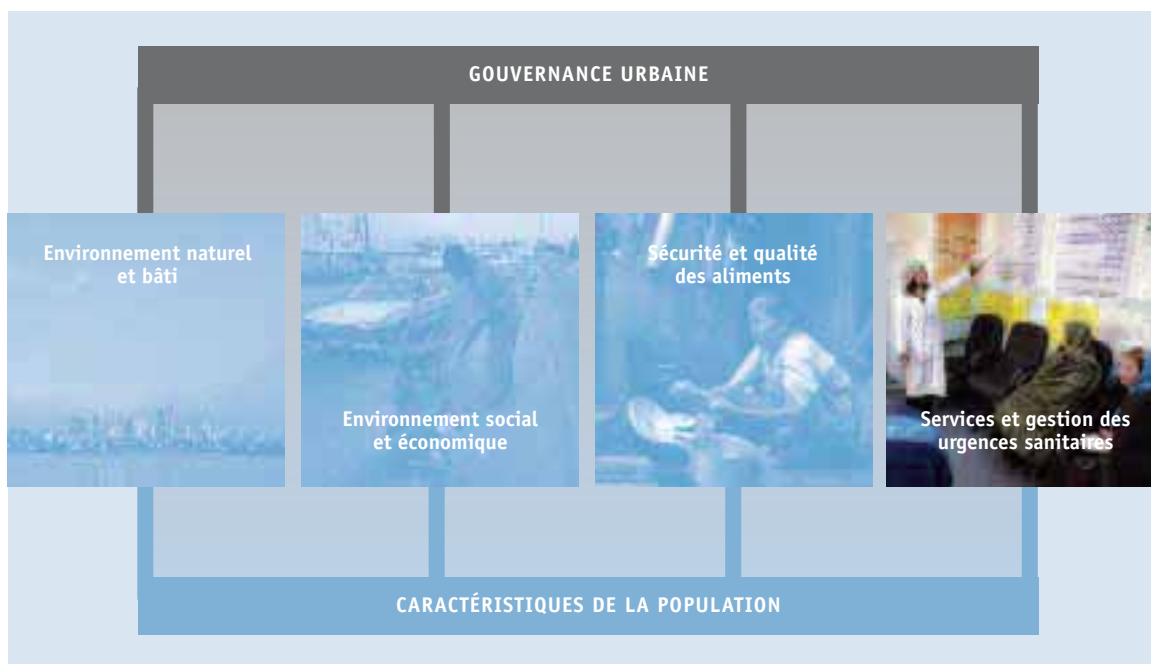 GOUVERNANCE URBAINE
Environnement naturel
et bâti
Environnement social
et économique
Sécurité et qualité
des aliments
Services et gestion des
urgences sanitaires
CARACTÉRISTIQUES DE LA POPULATION